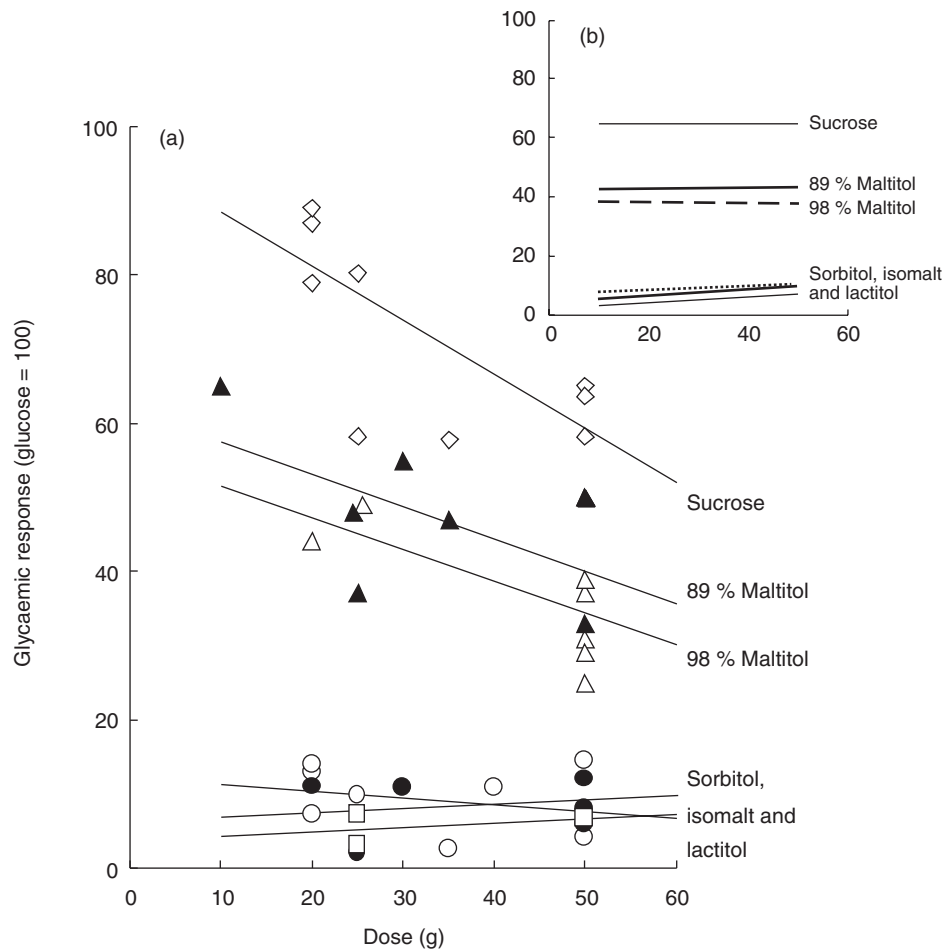 100
(b)
80
60
Sucrose
40
89 % Maltitol
98 % Maltitol
20
Sorbitol, isomalt
and lactitol
0
0 20 40 60
100
(a)
80
60
40
20
0
Glycaemic response (glucose = 100)
Sucrose
89 % Maltitol
98 % Maltitol
Sorbitol,
isomalt and
lactitol
0 10 20 30 40 50 60
Dose (g)